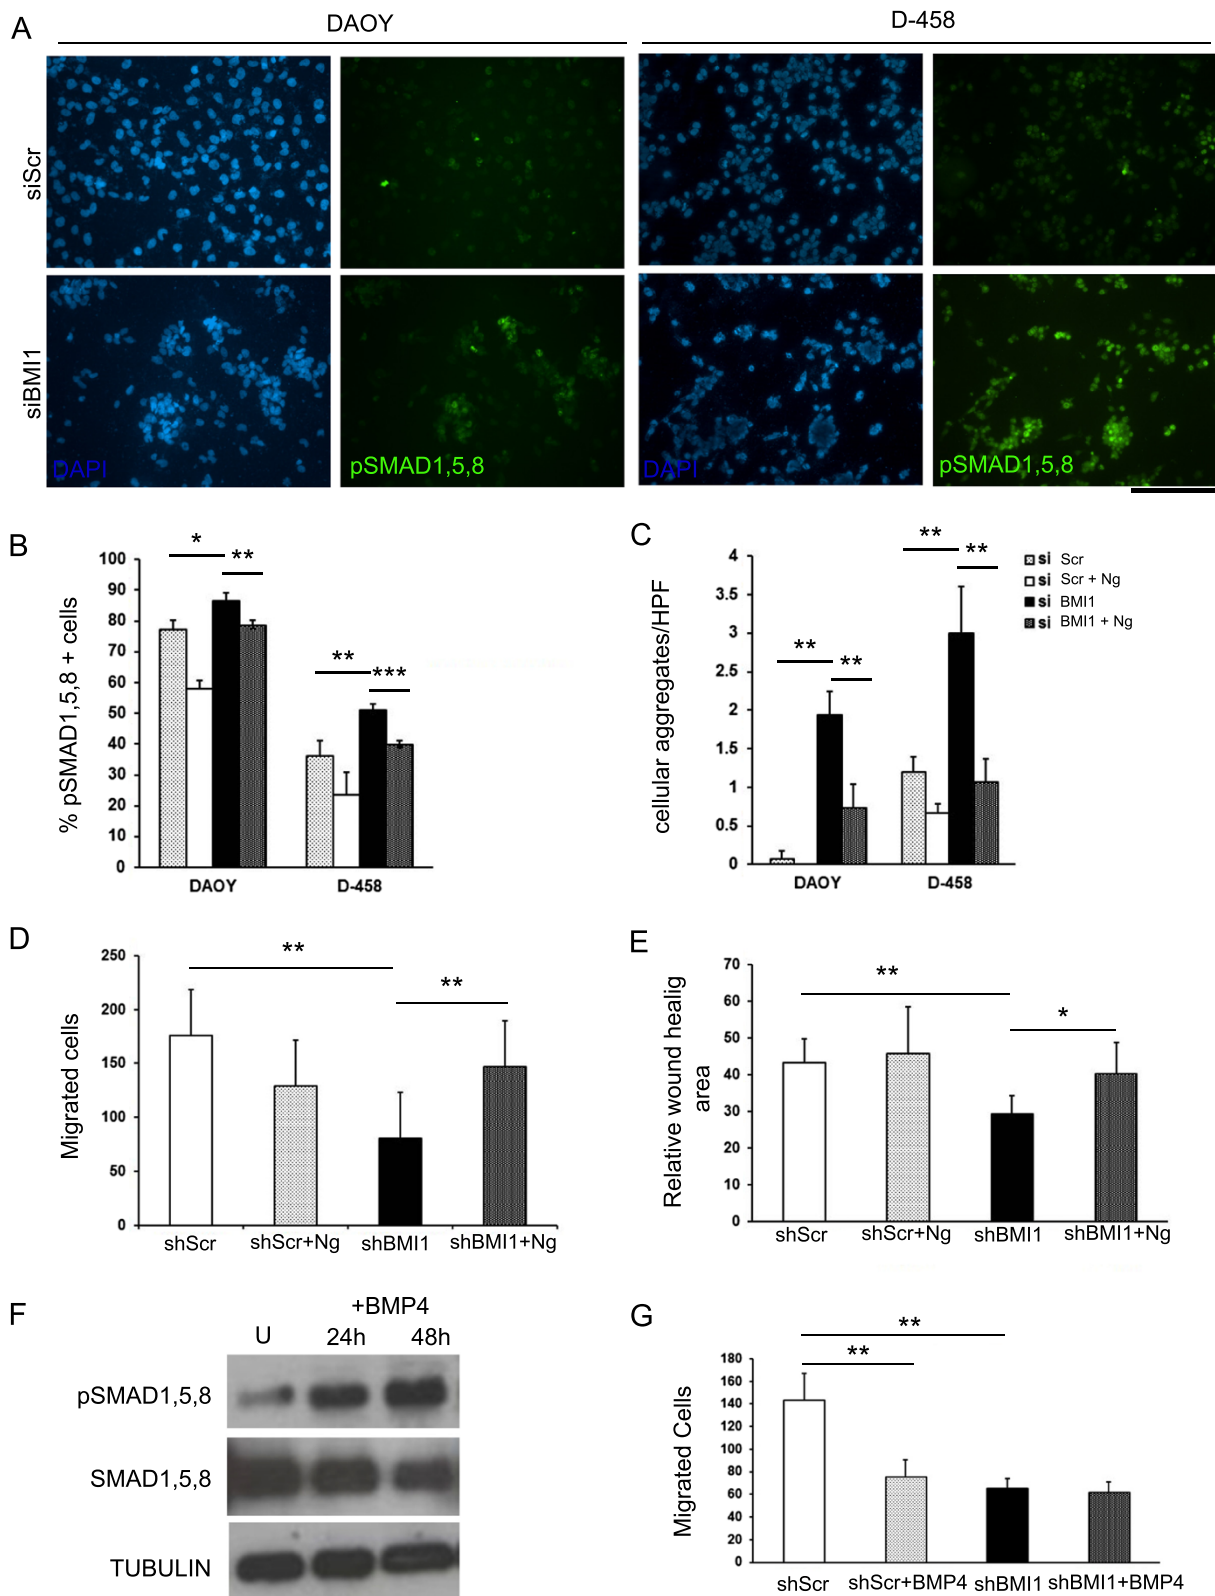 A
DAOY
D-458
siScr
siBMI1
DAPI
pSMAD1,5,8
DAPI
pSMAD1,5,8
B
% pSMAD1,5,8 + cells
100
90
80
70
60
50
40
30
20
10
0
*
**
**
***
DAOY
D-458
C
cellular aggregates/HPF
4
3.5
3
2.5
2
1.5
1
0.5
0
**
**
**
**
DAOY
D-458
si Scr
si Scr + Ng
si BMI1
si BMI1 + Ng
D
Migrated cells
250
200
150
100
50
0
**
**
shScr
shScr+Ng
shBMI1
shBMI1+Ng
E
Relative wound healig
area
70
60
50
40
30
20
10
0
**
*
shScr
shScr+Ng
shBMI1
shBMI1+Ng
F
+BMP4
U
24h
48h
pSMAD1,5,8
SMAD1,5,8
TUBULIN
G
Migrated Cells
180
160
140
120
100
80
60
40
20
0
**
**
shScr
shScr+BMP4
shBMI1
shBMI1+BMP4